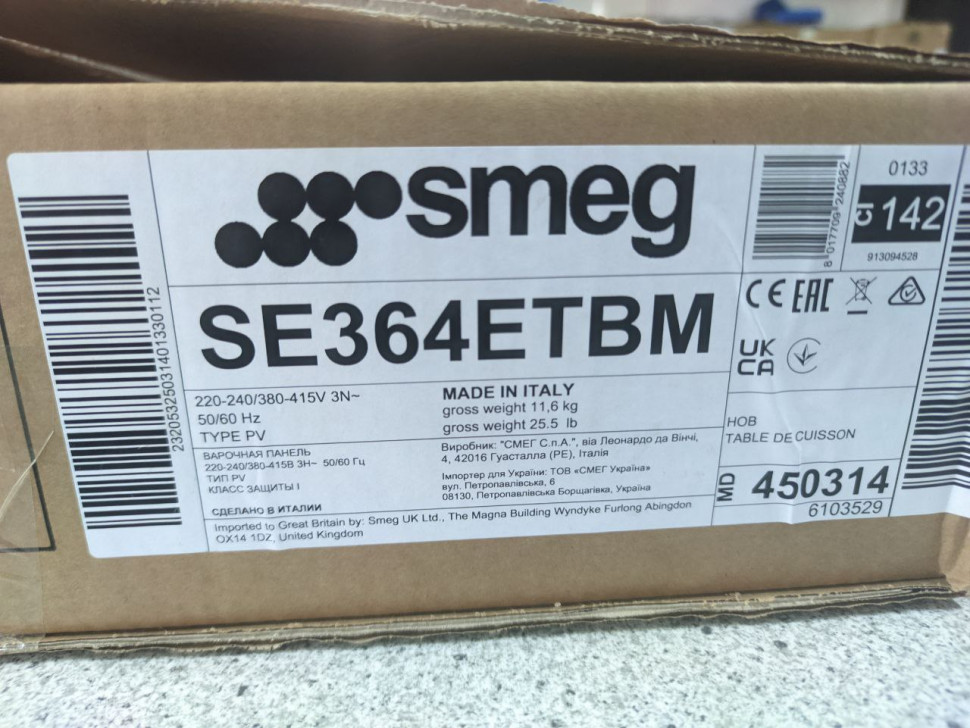 smeg
SE364ETBM
220-240/380-415V 3N~
50/60 Hz
TYPE PV
MADE IN ITALY
gross weight 11,6 kg
gross weight 25.5 lb
ВАРОЧНАЯ ПАНЕЛЬ
220-240/380-415В 3Н~ 50/60 Гц
ТИП PV
КЛАСС ЗАЩИТЫ I
СДЕЛАНО В ИТАЛИИ
Виробник: "СМЕГ С.п.А.", віа Леонардо да Вінчі,
4, 42016 Гуасталла (РЕ), Італія
Імпортер для України: ТОВ «СМЕГ Україна»
вул. Петропавлівська, 6
08130, Петропавлівська Борщагівка, Україна
Imported to Great Britain by: Smeg UK Ltd., The Magna Building Wyndyke Furlong Abingdon
OX14 1DZ, United Kingdom
23205325031401330112
8 017709 240882
0133
CI 142
913094528
CE EAC
UK
CA
HOB
TABLE DE CUISSON
MD 450314
6103529